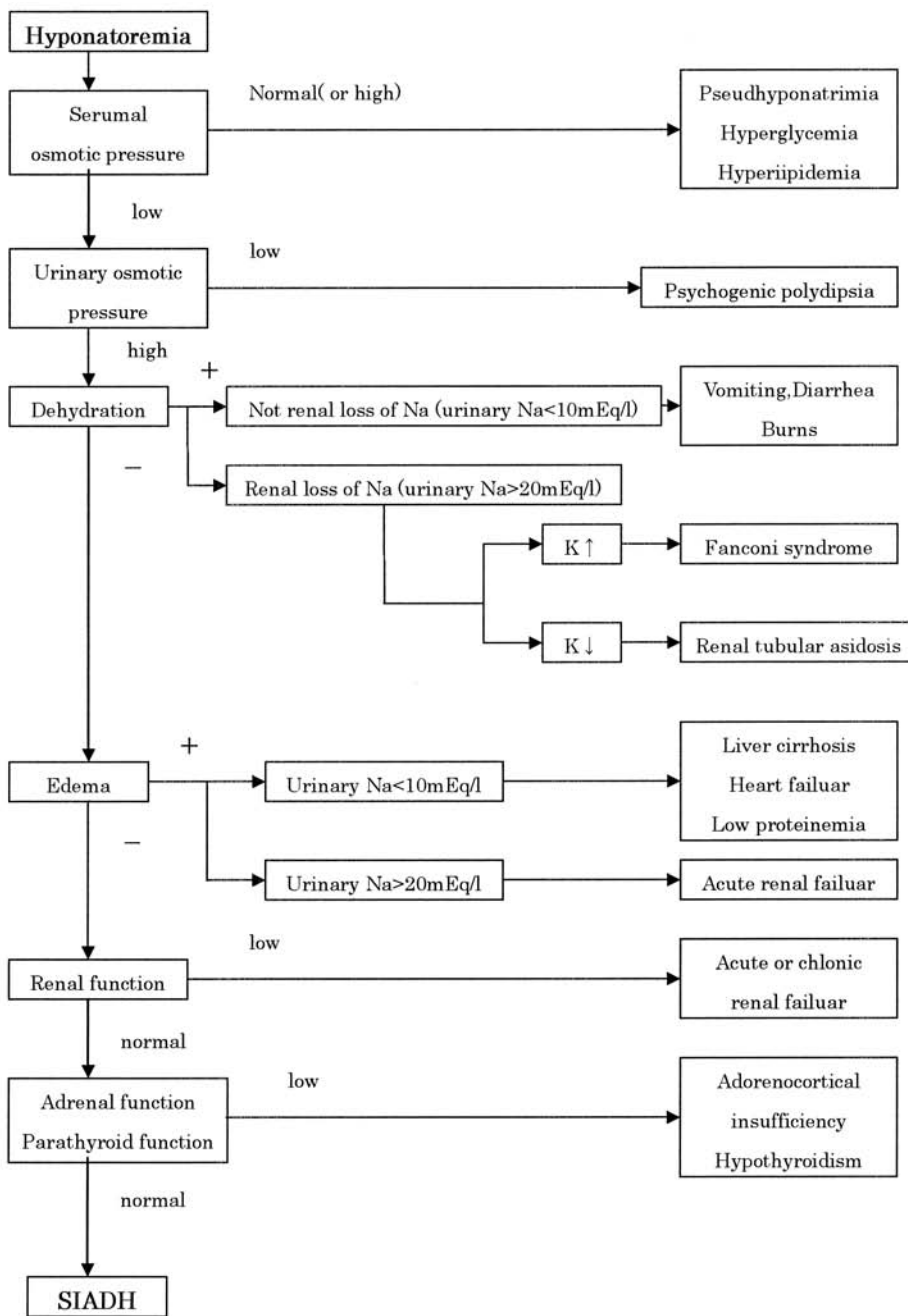 Hyponatoremia
Normal( or high)
Serumal
osmotic pressure
Pseudhyponatrimia
Hyperglycemia
Hyperiipidemia
low
Urinary osmotic
pressure
low
Psychogenic polydipsia
high
Dehydration
+
Not renal loss of Na (urinary Na<10mEq/l)
Vomiting,Diarrhea
Burns
−
Renal loss of Na (urinary Na>20mEq/l)
K↑
Fanconi syndrome
K↓
Renal tubular asidosis
Edema
+
Urinary Na<10mEq/l
Liver cirrhosis
Heart failuar
Low proteinemia
−
Urinary Na>20mEq/l
Acute renal failuar
Renal function
low
Acute or chlonic
renal failuar
normal
Adrenal function
Parathyroid function
low
Adorenocortical
insufficiency
Hypothyroidism
normal
SIADH